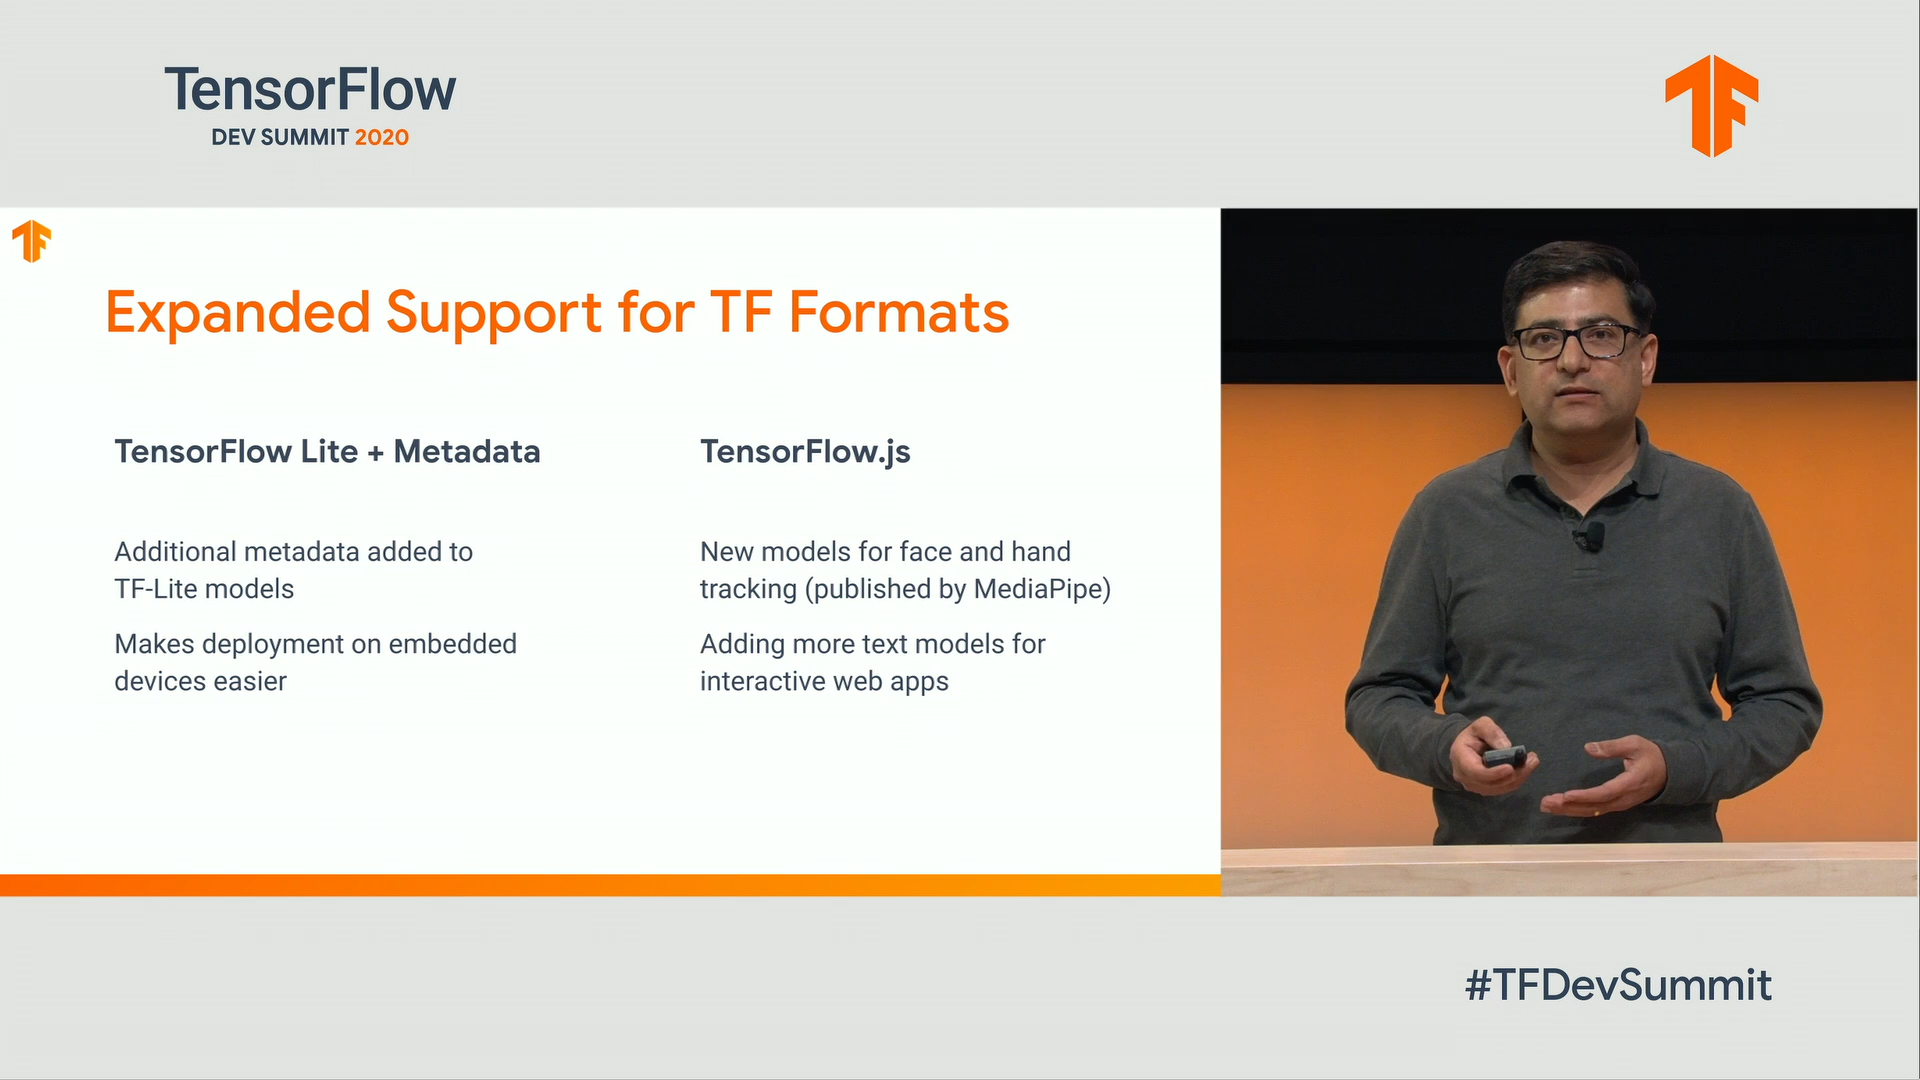 TensorFlow
DEV SUMMIT 2020
Expanded Support for TF Formats
TensorFlow Lite + Metadata
Additional metadata added to
TF-Lite models
Makes deployment on embedded
devices easier
TensorFlow.js
New models for face and hand
tracking (published by MediaPipe)
Adding more text models for
interactive web apps
#TFDevSummit